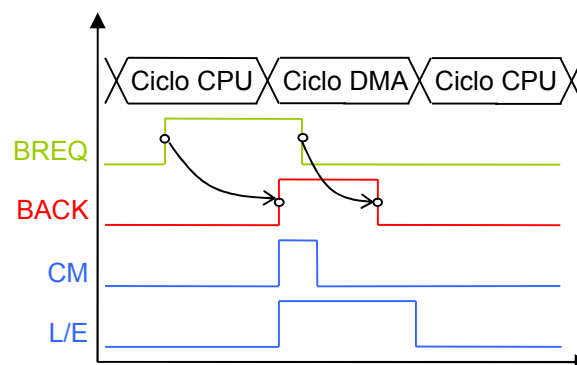 Ciclo CPU Ciclo DMA Ciclo CPU
BREQ
BACK
CM
L/E